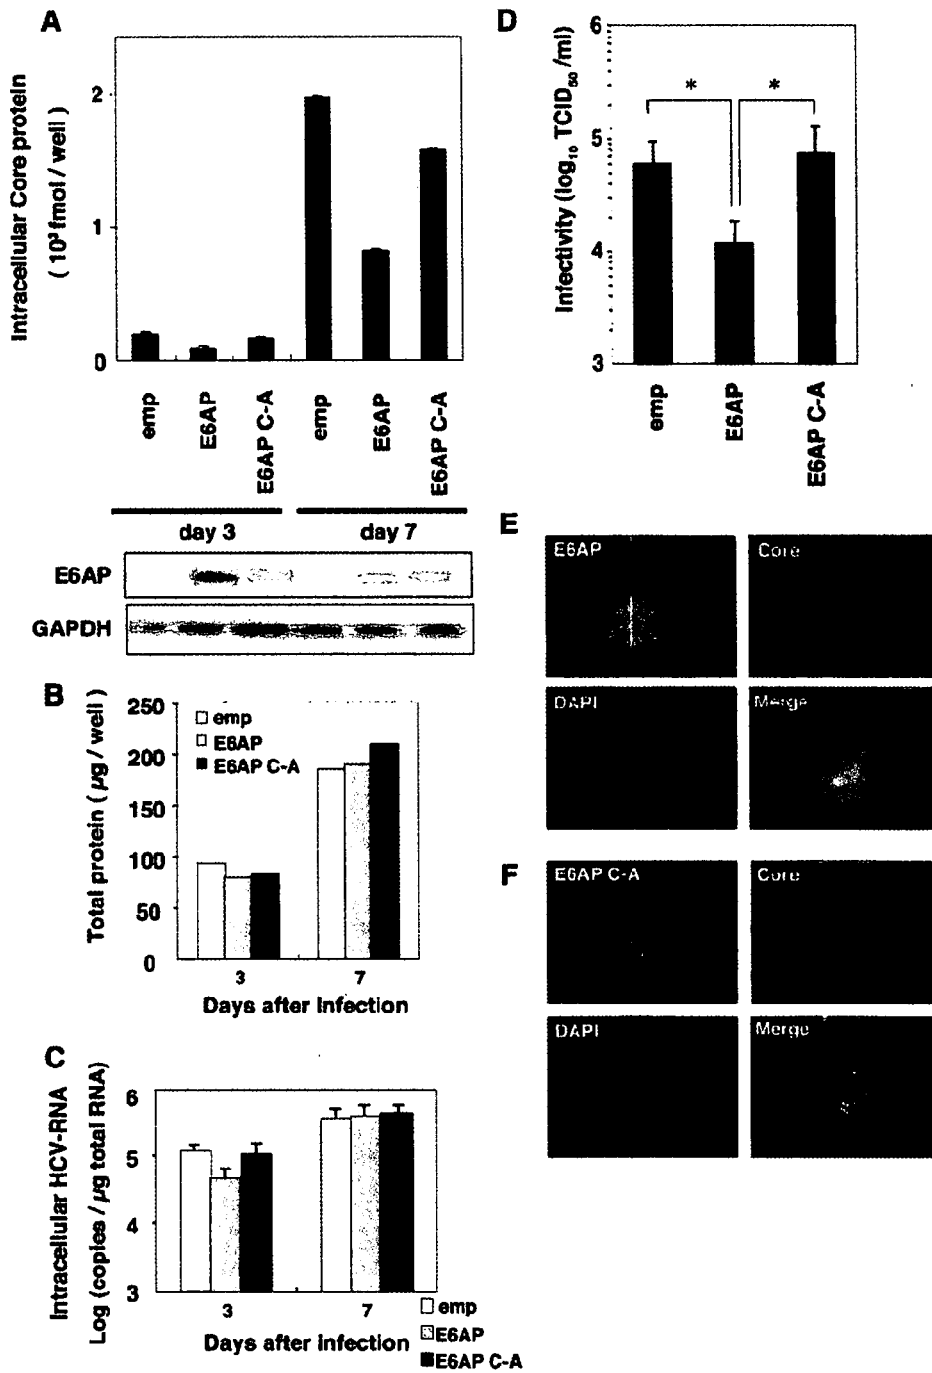 A
Intracellular Core protein
( 10³ fmol / well )
2
1
0
emp
E6AP
E6AP C-A
emp
E6AP
E6AP C-A
day 3
day 7
E6AP
GAPDH
B
Total protein ( µg / well )
250
200
150
100
50
0
emp
E6AP
E6AP C-A
3
7
Days after infection
C
Intracellular HCV-RNA
Log (copies / µg total RNA)
6
5
4
3
3
7
Days after infection
emp
E6AP
E6AP C-A
D
Infectivity (log₁₀ TCID₅₀ /ml)
6
5
4
3
*
*
emp
E6AP
E6AP C-A
E
E6AP
Core
DAPI
Merge
F
E6AP C-A
Core
DAPI
Merge